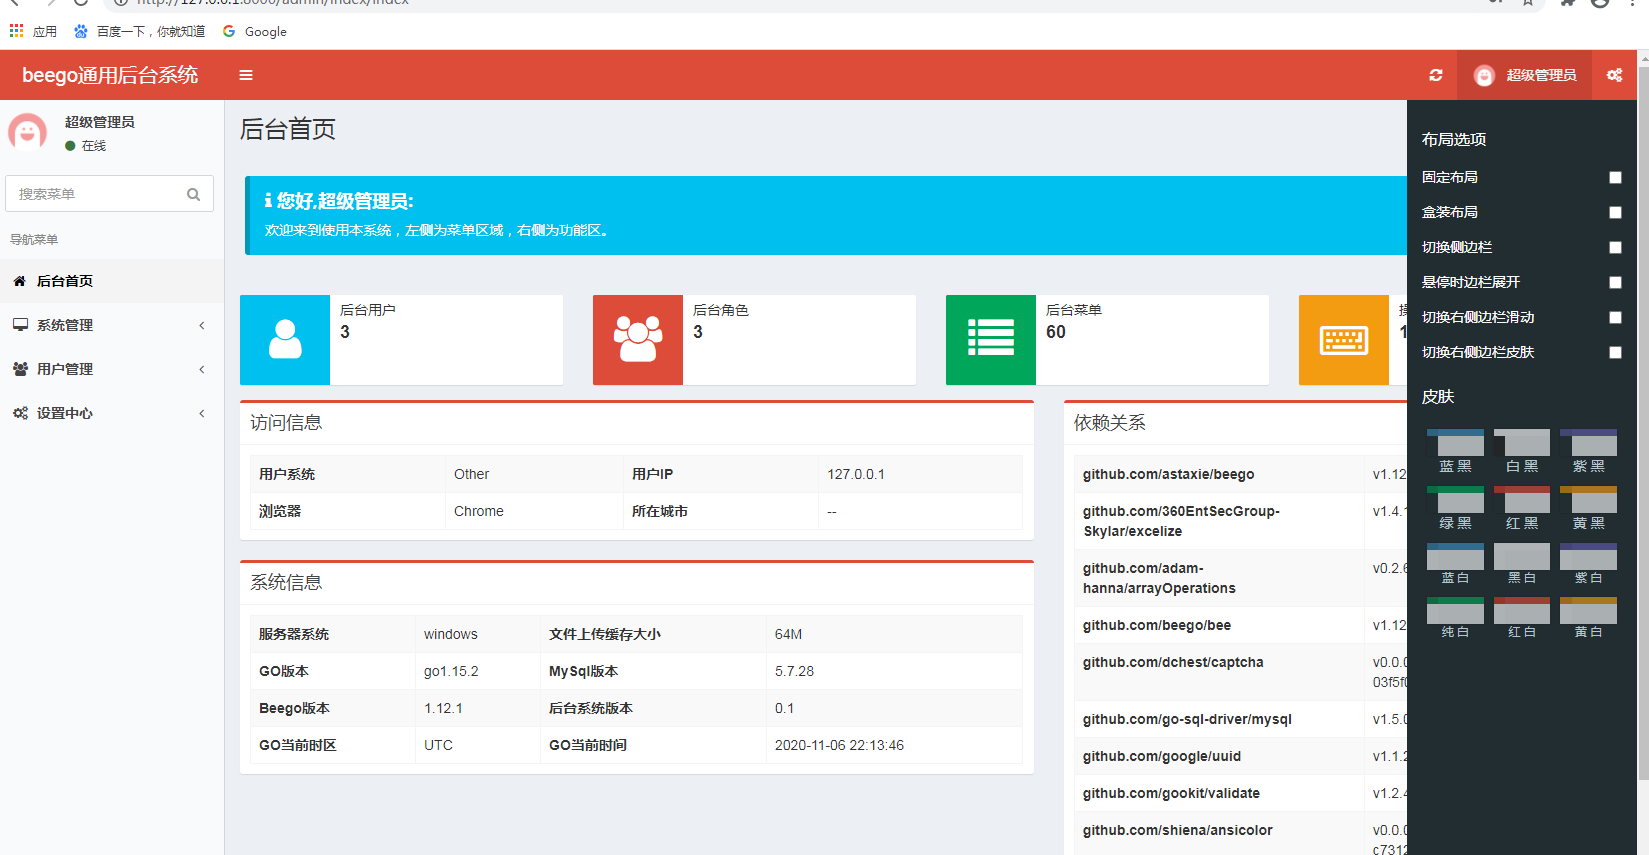 http://127.0.0.1:8080/admin/index/index
应用 百度一下，你就知道 Google
beego通用后台系统 超级管理员
超级管理员
在线
搜索菜单
导航菜单
后台首页
系统管理
用户管理
设置中心
后台首页
您好,超级管理员:
欢迎来到使用本系统，左侧为菜单区域，右侧为功能区。
后台用户
3
后台角色
3
后台菜单
60
访问信息
用户系统 Other 用户IP 127.0.0.1
浏览器 Chrome 所在城市 --
系统信息
服务器系统 windows 文件上传缓存大小 64M
GO版本 go1.15.2 MySql版本 5.7.28
Beego版本 1.12.1 后台系统版本 0.1
GO当前时区 UTC GO当前时间 2020-11-06 22:13:46
依赖关系
github.com/astaxie/beego v1.12
github.com/360EntSecGroup-
Skylar/excelize v1.4.1
github.com/adam-
hanna/arrayOperations v0.2.6
github.com/beego/bee v1.12
github.com/dchest/captcha v0.0.0
03f5f0
github.com/go-sql-driver/mysql v1.5.0
github.com/google/uuid v1.1.2
github.com/gookit/validate v1.2.4
github.com/shiena/ansicolor v0.0.0
c7312
布局选项
固定布局
盒装布局
切换侧边栏
悬停时边栏展开
切换右侧边栏滑动
切换右侧边栏皮肤
皮肤
蓝 黑 白 黑 紫 黑
绿 黑 红 黑 黄 黑
蓝 白 黑 白 紫 白
纯 白 红 白 黄 白